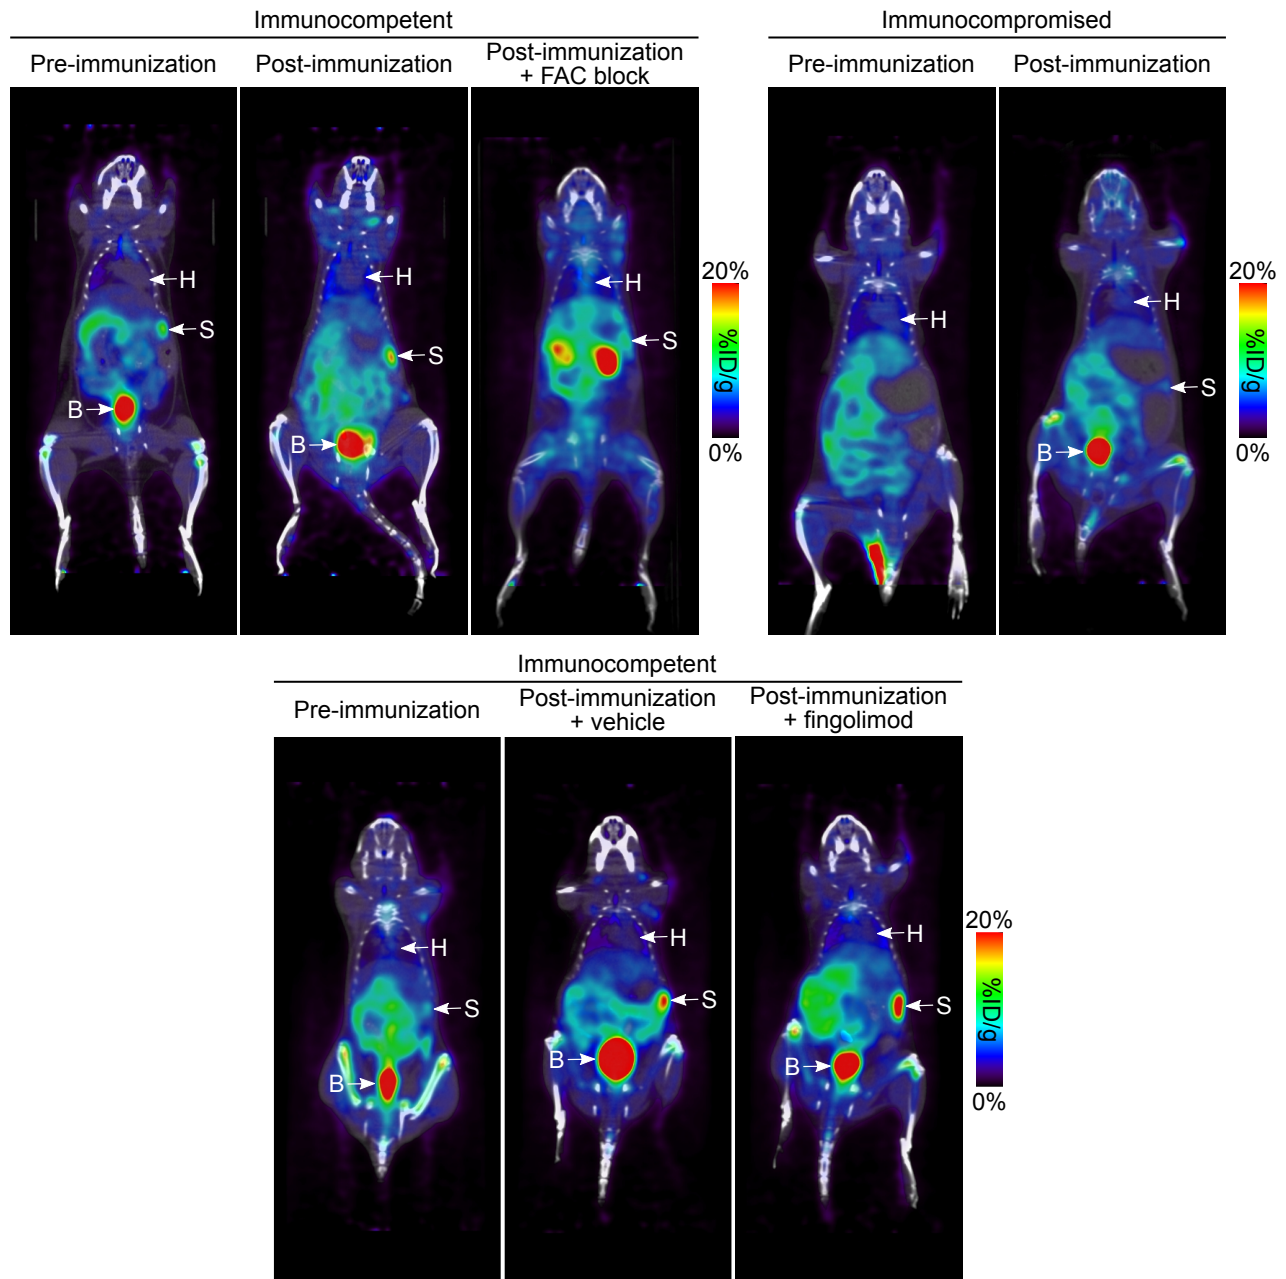 Immunocompetent
Immunocompromised
Pre-immunization
Post-immunization
Post-immunization
+ FAC block
Pre-immunization
Post-immunization
H
S
B
H
S
B
H
S
20%
%ID/g
0%
H
H
S
B
20%
%ID/g
0%
Immunocompetent
Pre-immunization
Post-immunization
+ vehicle
Post-immunization
+ fingolimod
H
S
B
H
S
B
H
S
B
20%
%ID/g
0%